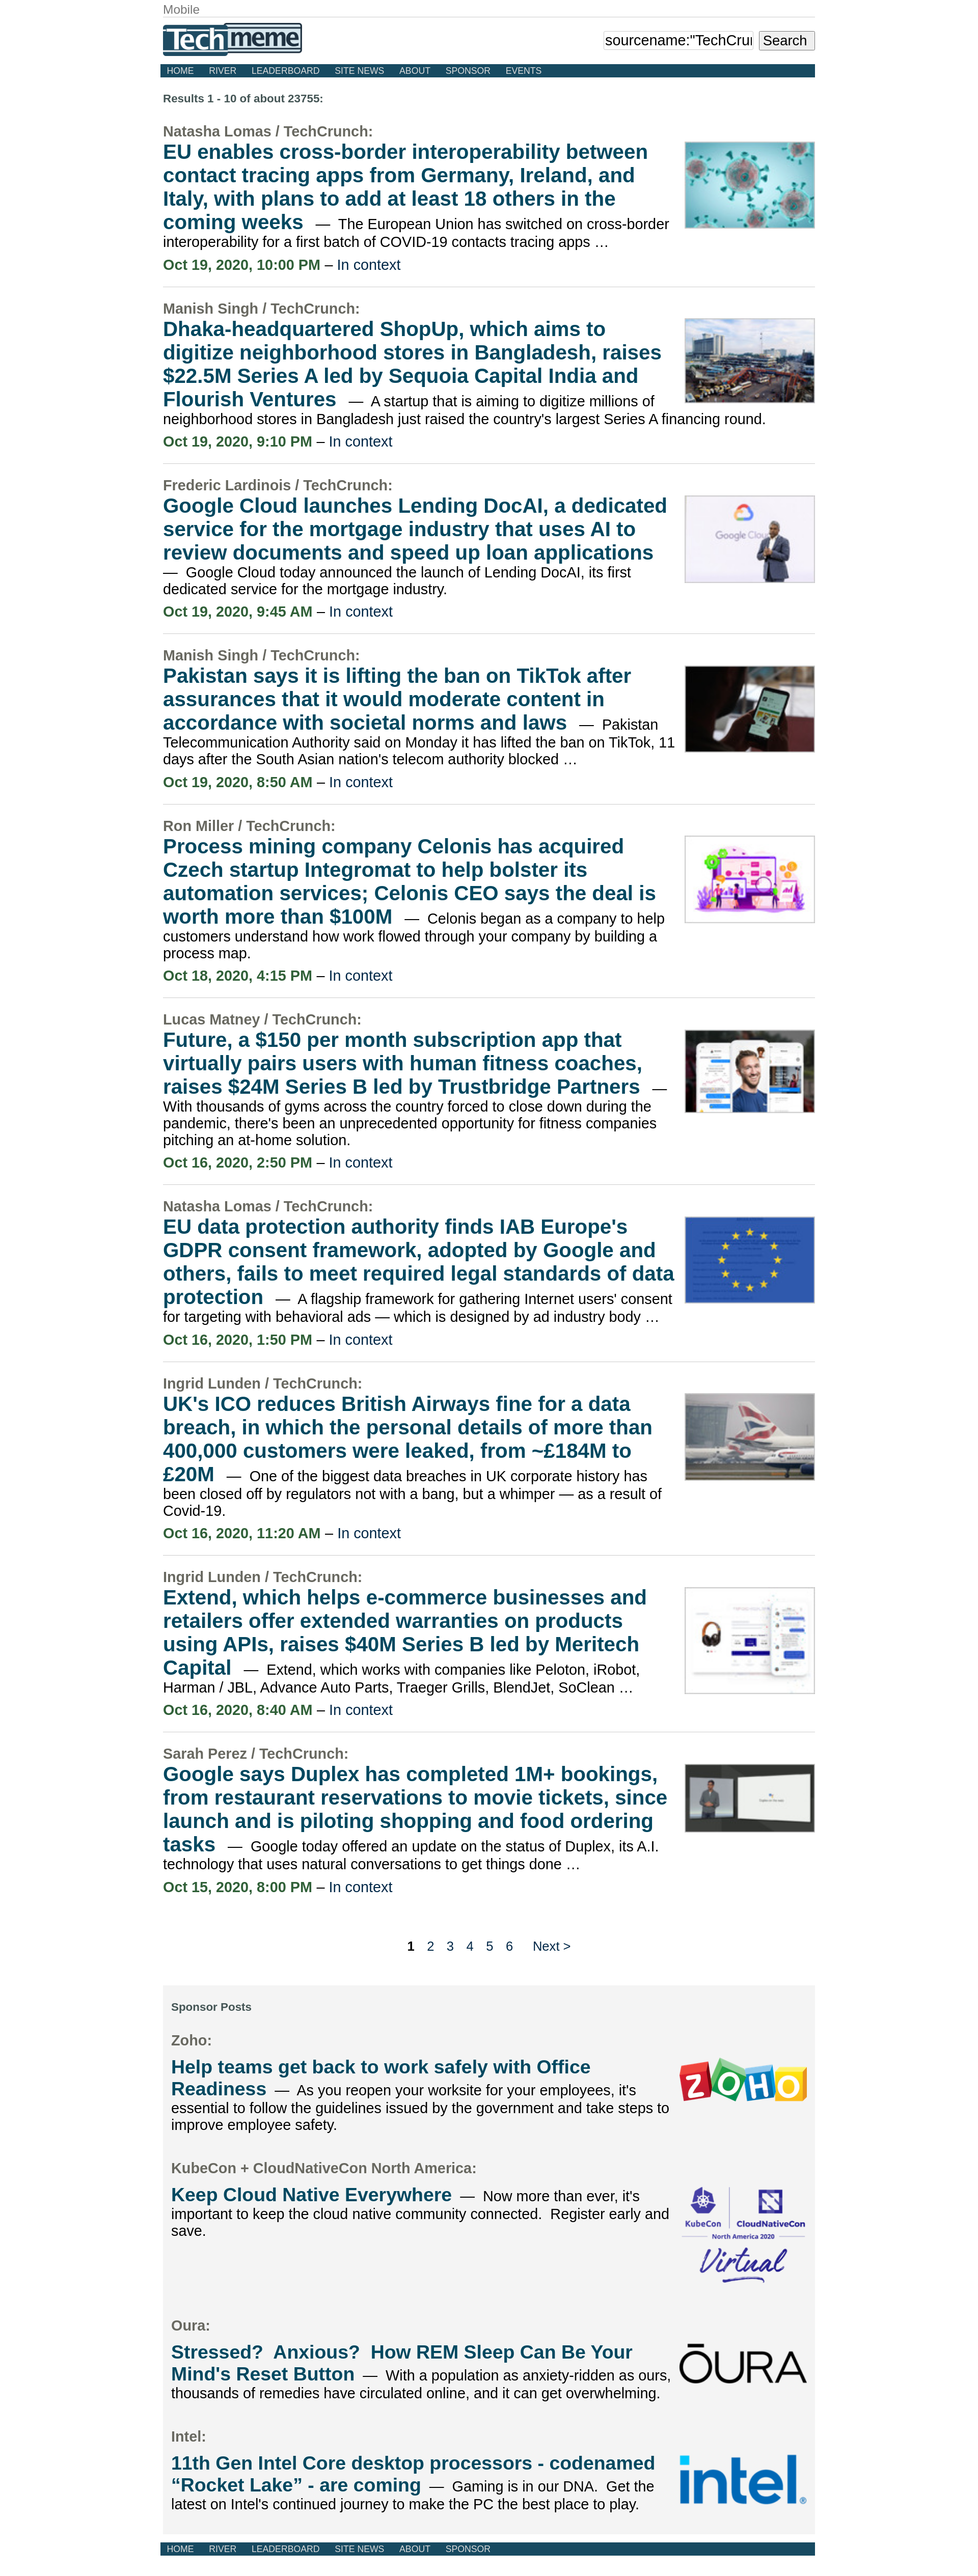 Mobile
Techmeme
sourcename:"TechCru
Search
HOME RIVER LEADERBOARD SITE NEWS ABOUT SPONSOR EVENTS
Results 1 - 10 of about 23755:
Natasha Lomas / TechCrunch:
EU enables cross-border interoperability between
contact tracing apps from Germany, Ireland, and
Italy, with plans to add at least 18 others in the
coming weeks — The European Union has switched on cross-border
interoperability for a first batch of COVID-19 contacts tracing apps …
Oct 19, 2020, 10:00 PM – In context
Manish Singh / TechCrunch:
Dhaka-headquartered ShopUp, which aims to
digitize neighborhood stores in Bangladesh, raises
$22.5M Series A led by Sequoia Capital India and
Flourish Ventures — A startup that is aiming to digitize millions of
neighborhood stores in Bangladesh just raised the country's largest Series A financing round.
Oct 19, 2020, 9:10 PM – In context
Frederic Lardinois / TechCrunch:
Google Cloud launches Lending DocAI, a dedicated
service for the mortgage industry that uses AI to
review documents and speed up loan applications
— Google Cloud today announced the launch of Lending DocAI, its first
dedicated service for the mortgage industry.
Google Cloud
Oct 19, 2020, 9:45 AM – In context
Manish Singh / TechCrunch:
Pakistan says it is lifting the ban on TikTok after
assurances that it would moderate content in
accordance with societal norms and laws — Pakistan
Telecommunication Authority said on Monday it has lifted the ban on TikTok, 11
days after the South Asian nation's telecom authority blocked …
Oct 19, 2020, 8:50 AM – In context
Ron Miller / TechCrunch:
Process mining company Celonis has acquired
Czech startup Integromat to help bolster its
automation services; Celonis CEO says the deal is
worth more than $100M — Celonis began as a company to help
customers understand how work flowed through your company by building a
process map.
Oct 18, 2020, 4:15 PM – In context
Lucas Matney / TechCrunch:
Future, a $150 per month subscription app that
virtually pairs users with human fitness coaches,
raises $24M Series B led by Trustbridge Partners —
With thousands of gyms across the country forced to close down during the
pandemic, there's been an unprecedented opportunity for fitness companies
pitching an at-home solution.
Oct 16, 2020, 2:50 PM – In context
Natasha Lomas / TechCrunch:
EU data protection authority finds IAB Europe's
GDPR consent framework, adopted by Google and
others, fails to meet required legal standards of data
protection — A flagship framework for gathering Internet users' consent
for targeting with behavioral ads — which is designed by ad industry body …
Oct 16, 2020, 1:50 PM – In context
Ingrid Lunden / TechCrunch:
UK's ICO reduces British Airways fine for a data
breach, in which the personal details of more than
400,000 customers were leaked, from ~£184M to
£20M — One of the biggest data breaches in UK corporate history has
been closed off by regulators not with a bang, but a whimper — as a result of
Covid-19.
Oct 16, 2020, 11:20 AM – In context
Ingrid Lunden / TechCrunch:
Extend, which helps e-commerce businesses and
retailers offer extended warranties on products
using APIs, raises $40M Series B led by Meritech
Capital — Extend, which works with companies like Peloton, iRobot,
Harman / JBL, Advance Auto Parts, Traeger Grills, BlendJet, SoClean …
Oct 16, 2020, 8:40 AM – In context
Sarah Perez / TechCrunch:
Google says Duplex has completed 1M+ bookings,
from restaurant reservations to movie tickets, since
launch and is piloting shopping and food ordering
tasks — Google today offered an update on the status of Duplex, its A.I.
technology that uses natural conversations to get things done …
Oct 15, 2020, 8:00 PM – In context
1 2 3 4 5 6 Next >
Sponsor Posts
Zoho:
Help teams get back to work safely with Office
Readiness — As you reopen your worksite for your employees, it's
essential to follow the guidelines issued by the government and take steps to
improve employee safety.
ZOHO
KubeCon + CloudNativeCon North America:
Keep Cloud Native Everywhere — Now more than ever, it's
important to keep the cloud native community connected. Register early and
save.
KubeCon CloudNativeCon
North America 2020
Virtual
Oura:
Stressed? Anxious? How REM Sleep Can Be Your
Mind's Reset Button — With a population as anxiety-ridden as ours,
thousands of remedies have circulated online, and it can get overwhelming.
ŌURA
Intel:
11th Gen Intel Core desktop processors - codenamed
“Rocket Lake” - are coming — Gaming is in our DNA. Get the
latest on Intel's continued journey to make the PC the best place to play.
intel®
HOME RIVER LEADERBOARD SITE NEWS ABOUT SPONSOR